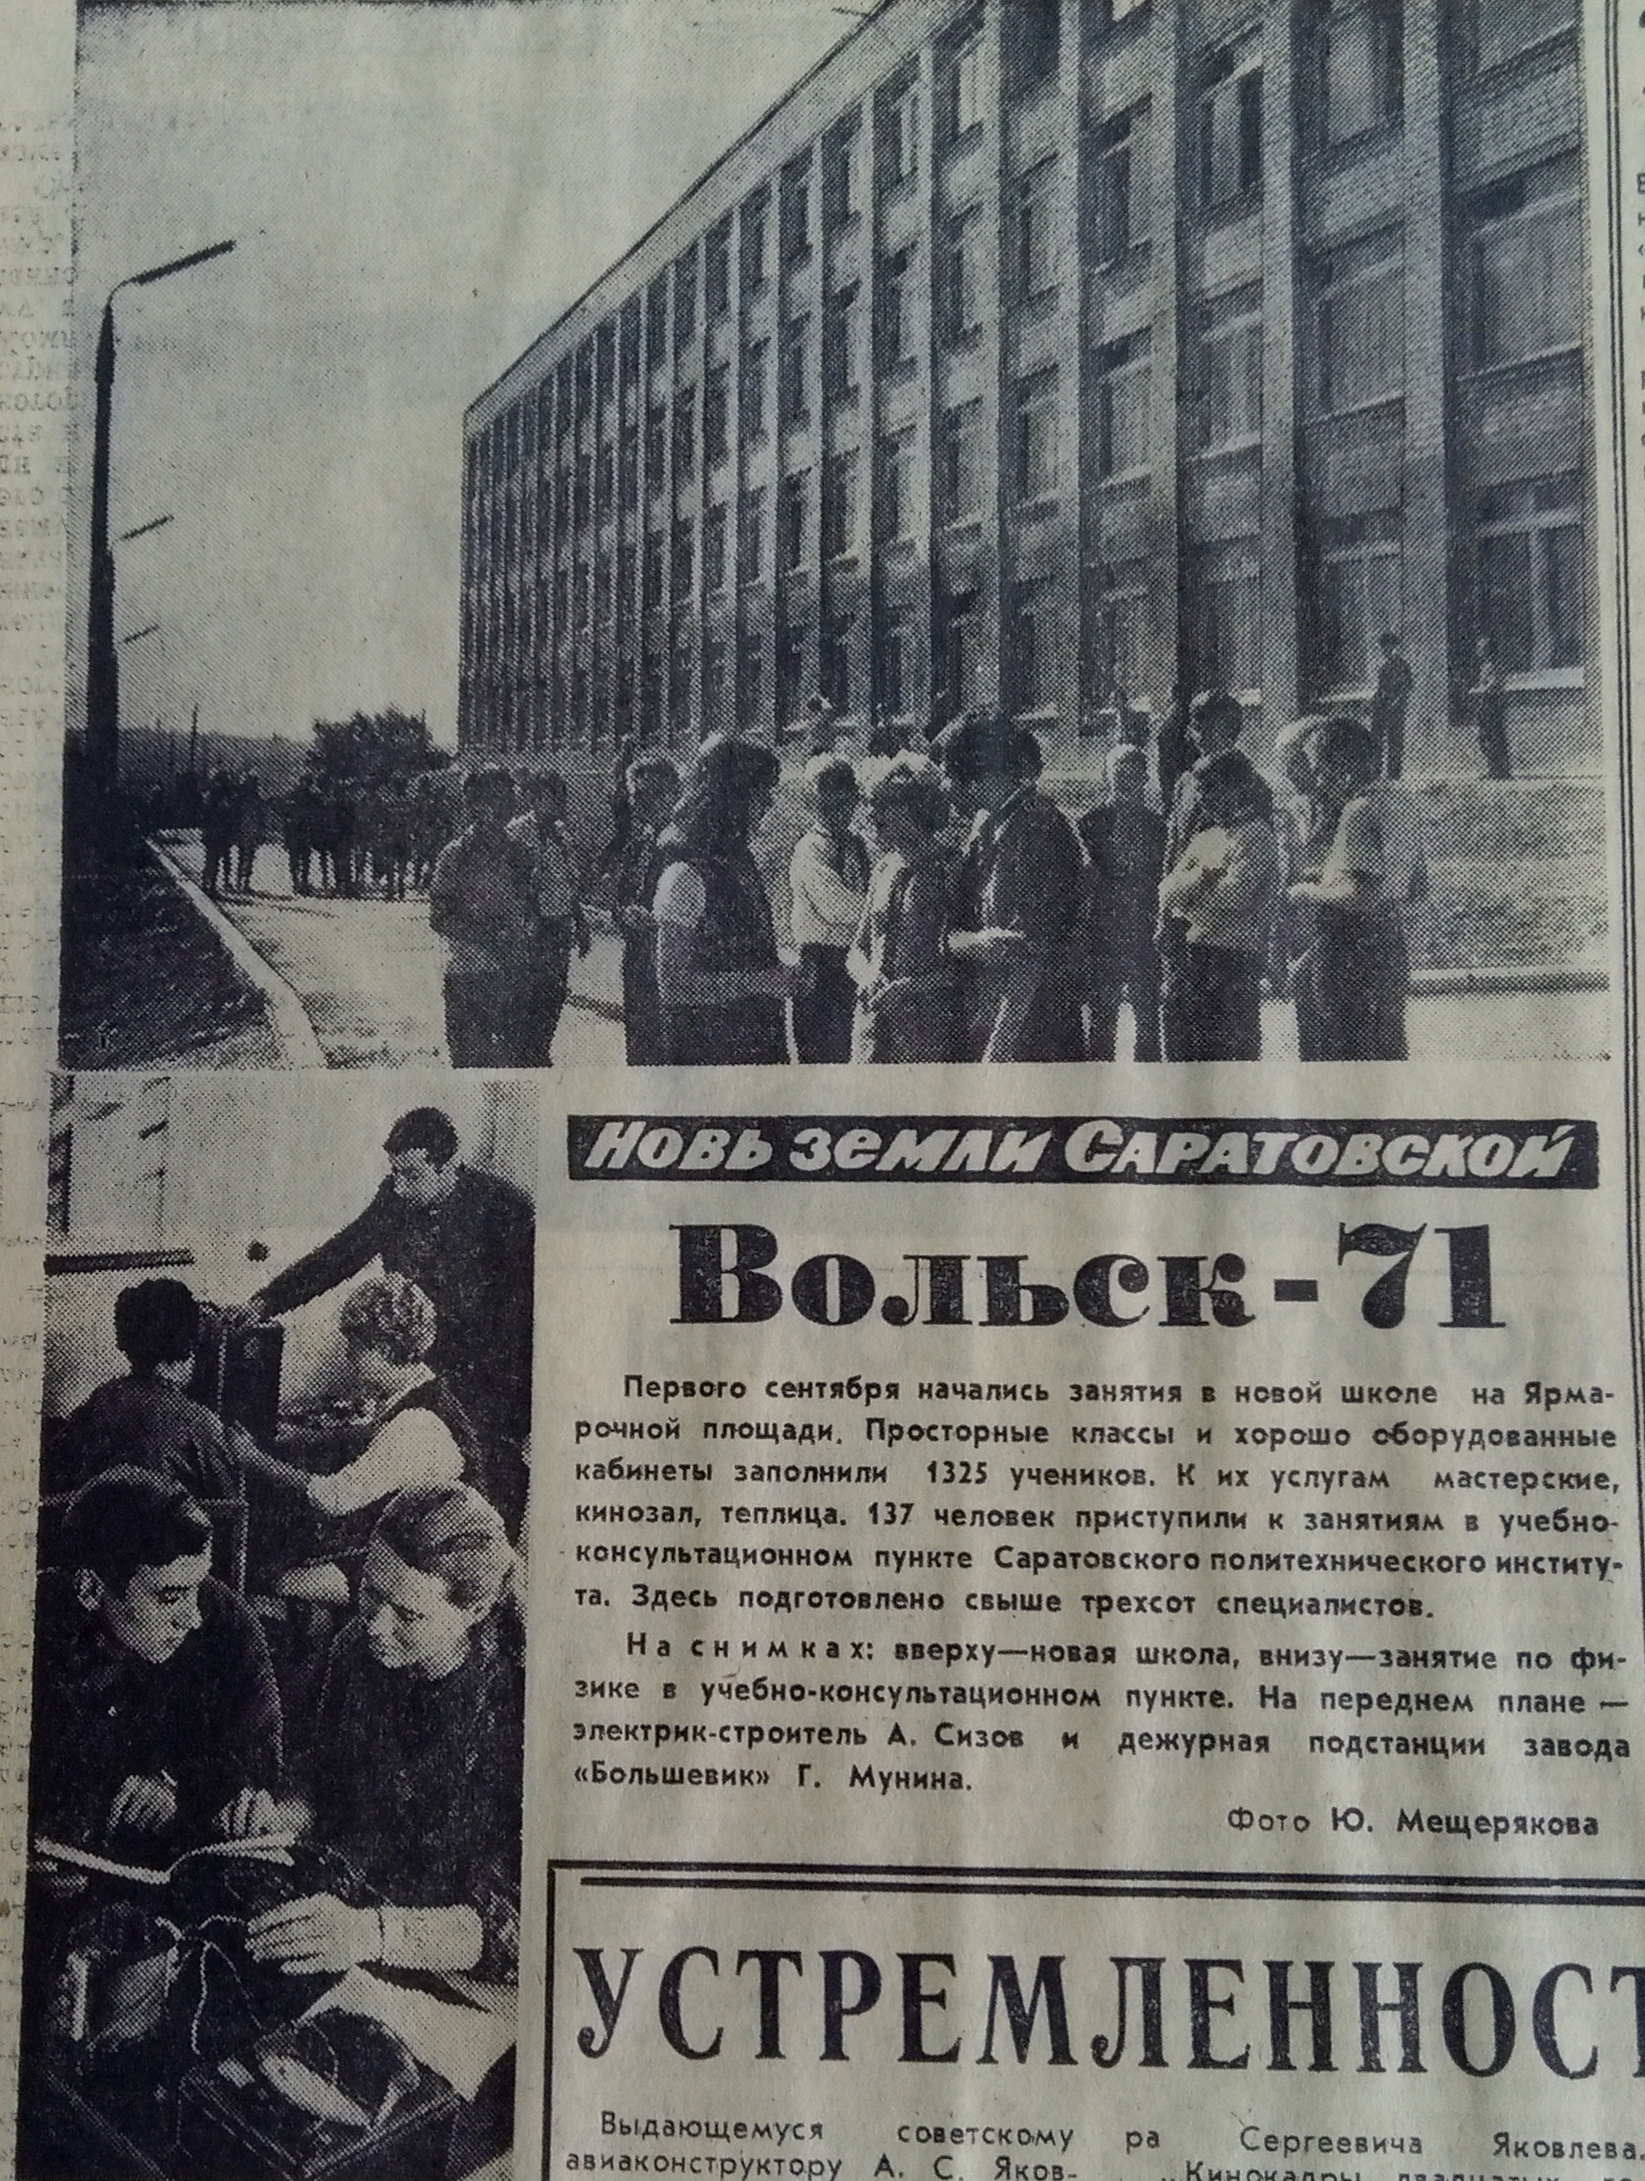 Новь земли Саратовской
Вольск-71
Первого сентября начались занятия в новой школе на Ярма-
рочной площади. Просторные классы и хорошо оборудованные
кабинеты заполнили 1325 учеников. К их услугам мастерские,
кинозал, теплица. 137 человек приступили к занятиям в учебно-
консультационном пункте Саратовского политехнического институ-
та. Здесь подготовлено свыше трехсот специалистов.
На снимках: вверху—новая школа, внизу—занятие по фи-
зике в учебно-консультационном пункте. На переднем плане —
электрик-строитель А. Сизов и дежурная подстанции завода
«Большевик» Г. Мунина.
Фото Ю. Мещерякова
УСТРЕМЛЕННОСТ
Выдающемуся советскому
авиаконструктору А. С. Яков-
ра Сергеевича Яковлева.
«Кинокадры